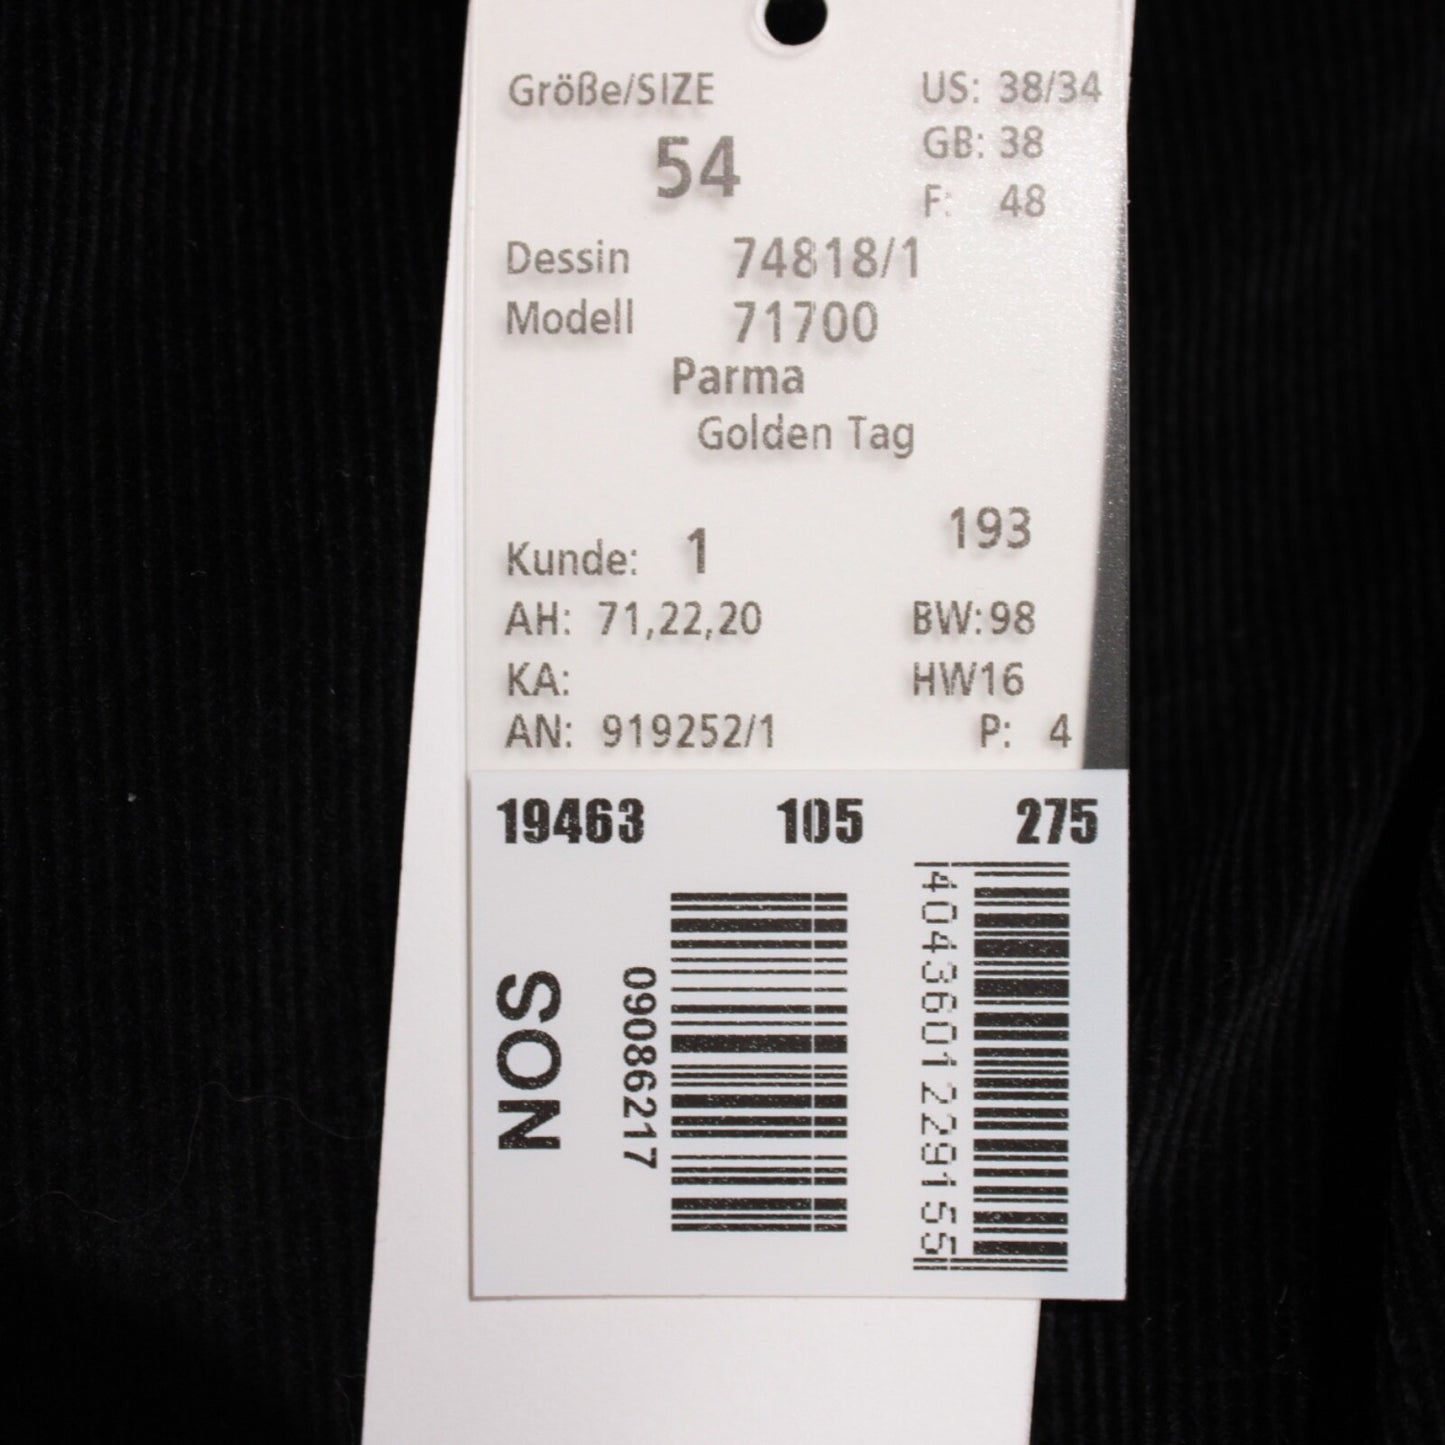 Größe/SIZE US: 38/34
54 GB: 38
F: 48
Dessin 74818/1
Modell 71700
Parma
Golden Tag
193
Kunde: 1
AH: 71,22,20 BW:98
KA: HW16
AN: 919252/1 P: 4
19463 105 275
SON
09086217
4043601229155